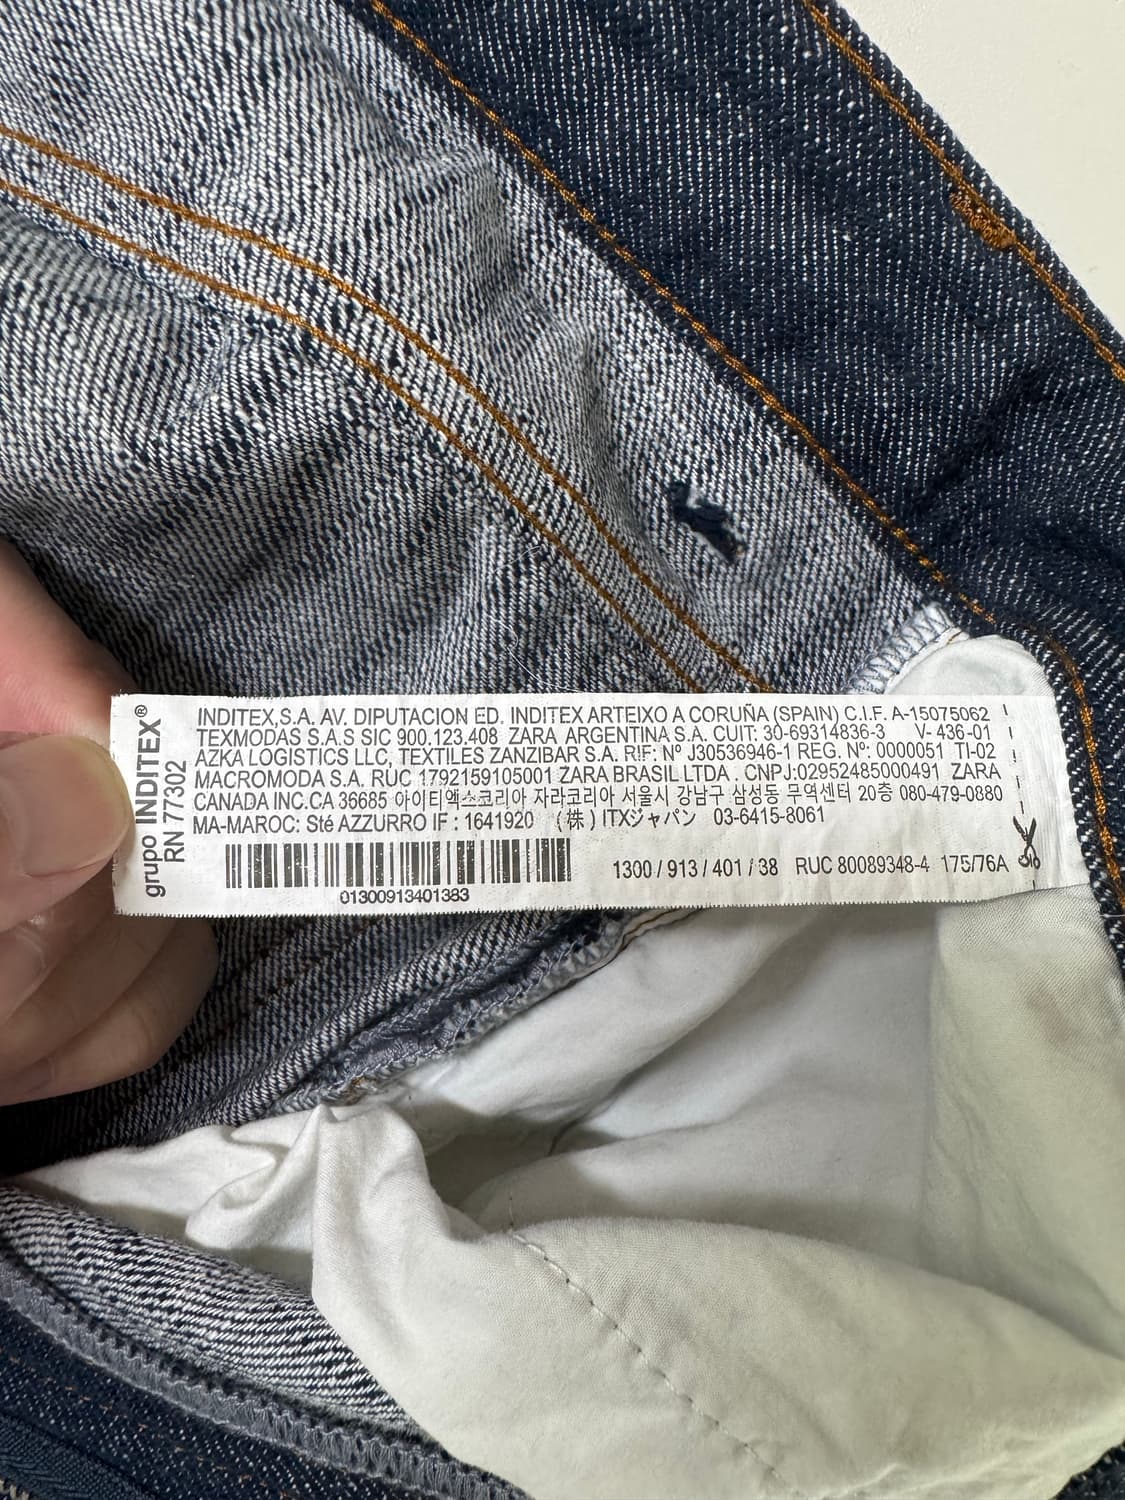 grupo INDITEX®
RN 77302
INDITEX,S.A. AV. DIPUTACION ED. INDITEX ARTEIXO A CORUÑA (SPAIN) C.I.F. A-15075062
TEXMODAS S.A.S SIC 900.123.408 ZARA ARGENTINA S.A. CUIT: 30-69314836-3 V- 436-01
AZKA LOGISTICS LLC, TEXTILES ZANZIBAR S.A. R!F: Nº J30536946-1 REG. Nº: 0000051 TI-02
MACROMODA S.A. RUC 1792159105001 ZARA BRASIL LTDA . CNPJ:02952485000491 ZARA
CANADA INC.CA 36685 아이티엑스코리아 자라코리아 서울시 강남구 삼성동 무역센터 20층 080-479-0880
MA-MAROC: Sté AZZURRO IF : 1641920 (株) ITXジャパン 03-6415-8061
1300 / 913 / 401 / 38 RUC 80089348-4 175/76A
01300913401383